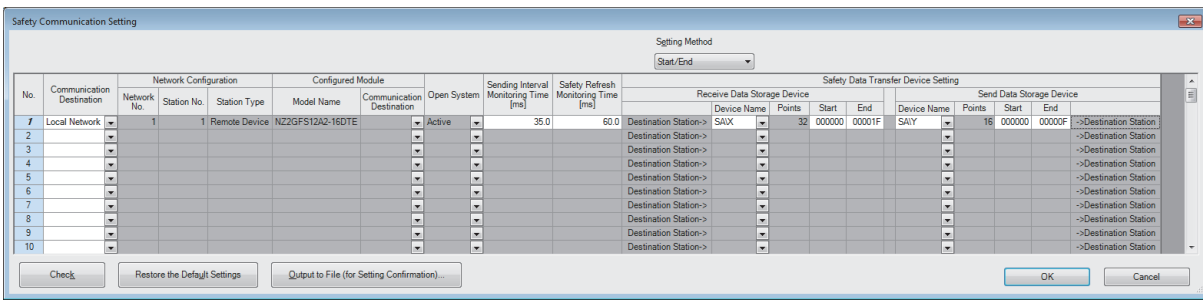 Safety Communication Setting
Setting Method
Start/End
No. Communication Destination Network Configuration Configured Module Open System Sending Interval Monitoring Time [ms] Safety Refresh Monitoring Time [ms] Safety Data Transfer Device Setting
Network No. Station No. Station Type Model Name Communication Destination Receive Data Storage Device Send Data Storage Device
Device Name Points Start End Device Name Points Start End
1 Local Network 1 1 Remote Device NZ2GFS12A2-16DTE Active 35.0 60.0 Destination Station-> SA\X 32 000000 00001F SA\Y 16 000000 00000F ->Destination Station
2 Destination Station-> ->Destination Station
3 Destination Station-> ->Destination Station
4 Destination Station-> ->Destination Station
5 Destination Station-> ->Destination Station
6 Destination Station-> ->Destination Station
7 Destination Station-> ->Destination Station
8 Destination Station-> ->Destination Station
9 Destination Station-> ->Destination Station
10 Destination Station-> ->Destination Station
Check Restore the Default Settings Output to File (for Setting Confirmation)... OK Cancel